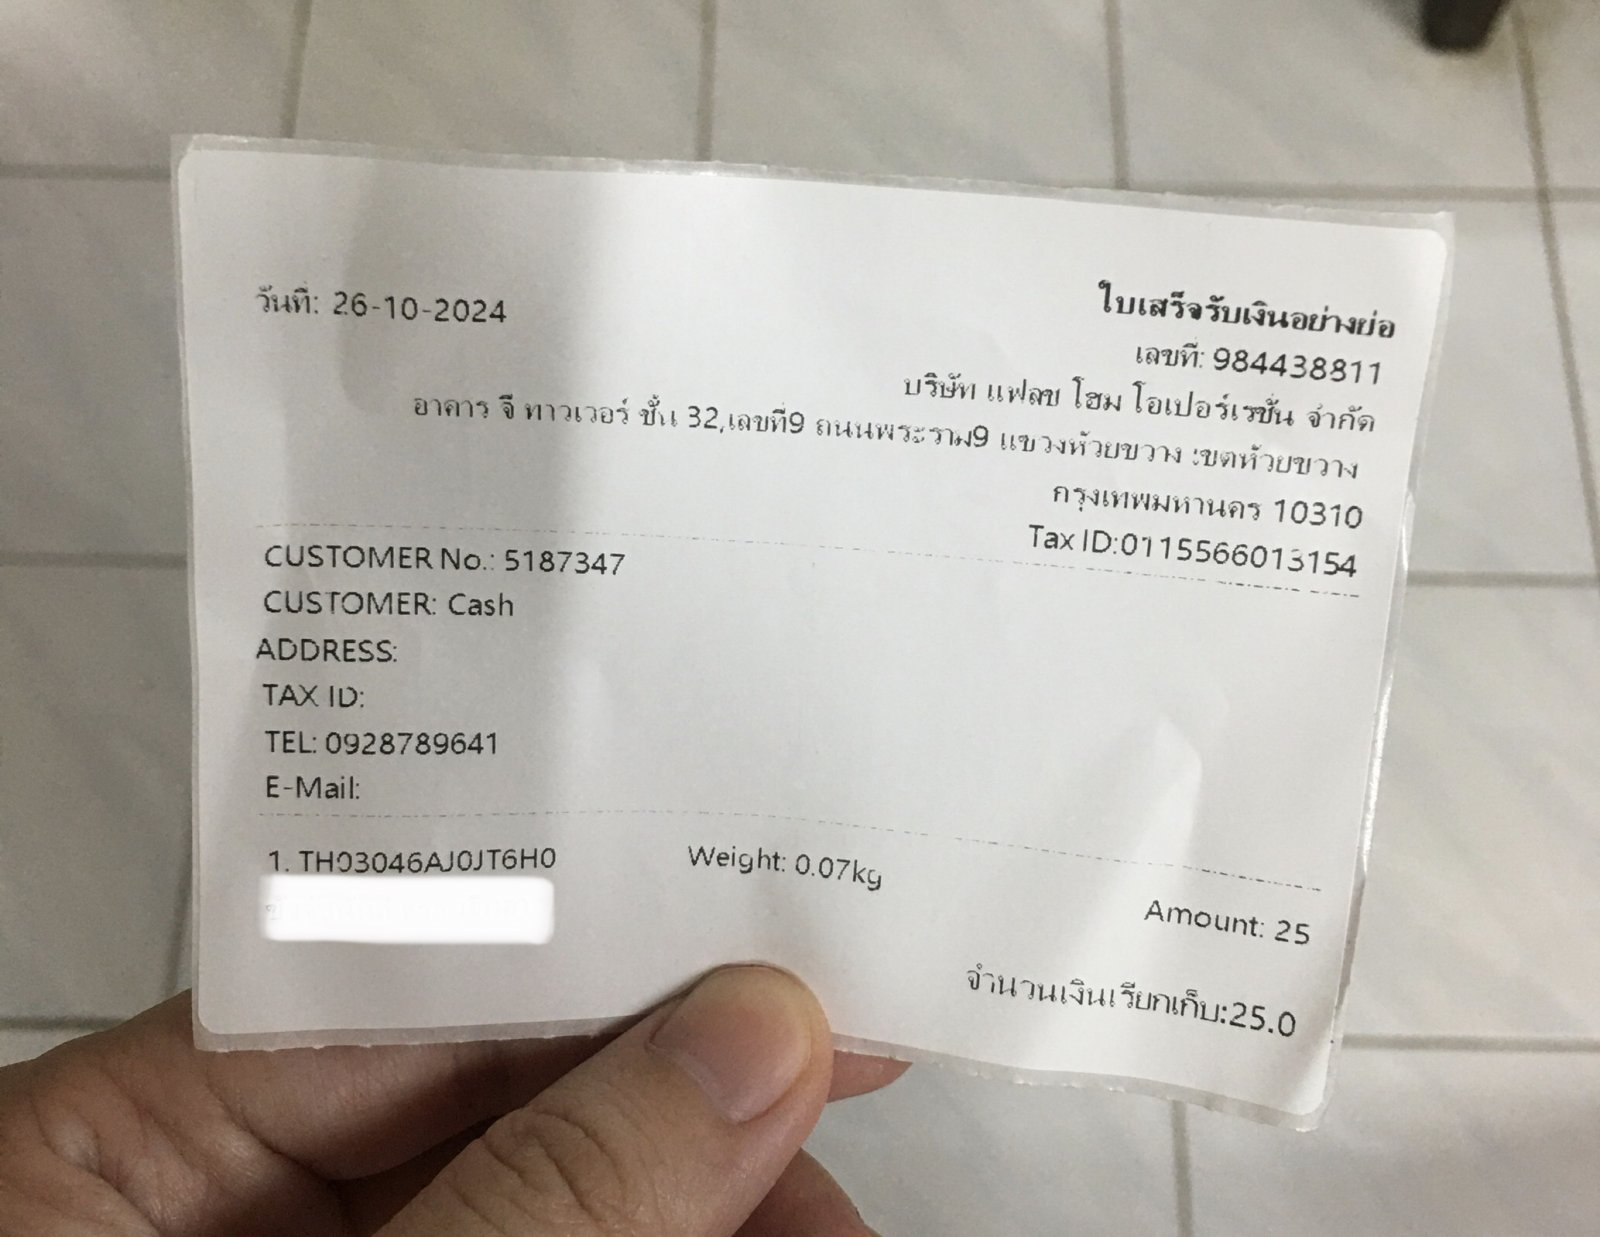 วันที่: 26-10-2024
ใบเสร็จรับเงินอย่างย่อ
เลขที่: 984438811
บริษัท แฟลช โฮม โอเปอร์เรชั่น จำกัด
อาคาร จี ทาวเวอร์ ชั้น 32,เลขที่9 ถนนพระราม9 แขวงห้วยขวาง เขตห้วยขวาง
กรุงเทพมหานคร 10310
Tax ID:0115566013154
CUSTOMER No.: 5187347
CUSTOMER: Cash
ADDRESS:
TAX ID:
TEL: 0928789641
E-Mail:
1. TH03046AJ0JT6H0 Weight: 0.07kg
Amount: 25
จำนวนเงินเรียกเก็บ:25.0